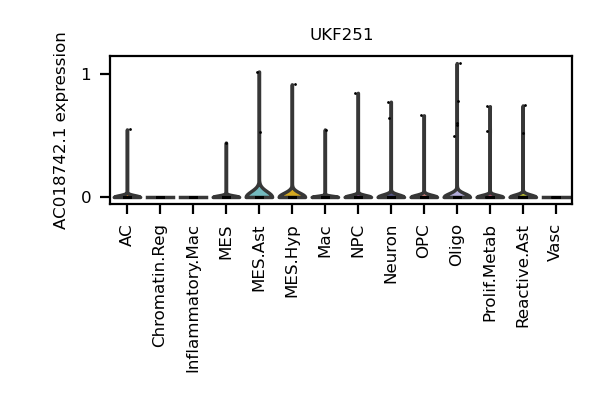 UKF251
AC018742.1 expression
1
0
AC
Chromatin.Reg
Inflammatory.Mac
MES
MES.Ast
MES.Hyp
Mac
NPC
Neuron
OPC
Oligo
Prolif.Metab
Reactive.Ast
Vasc